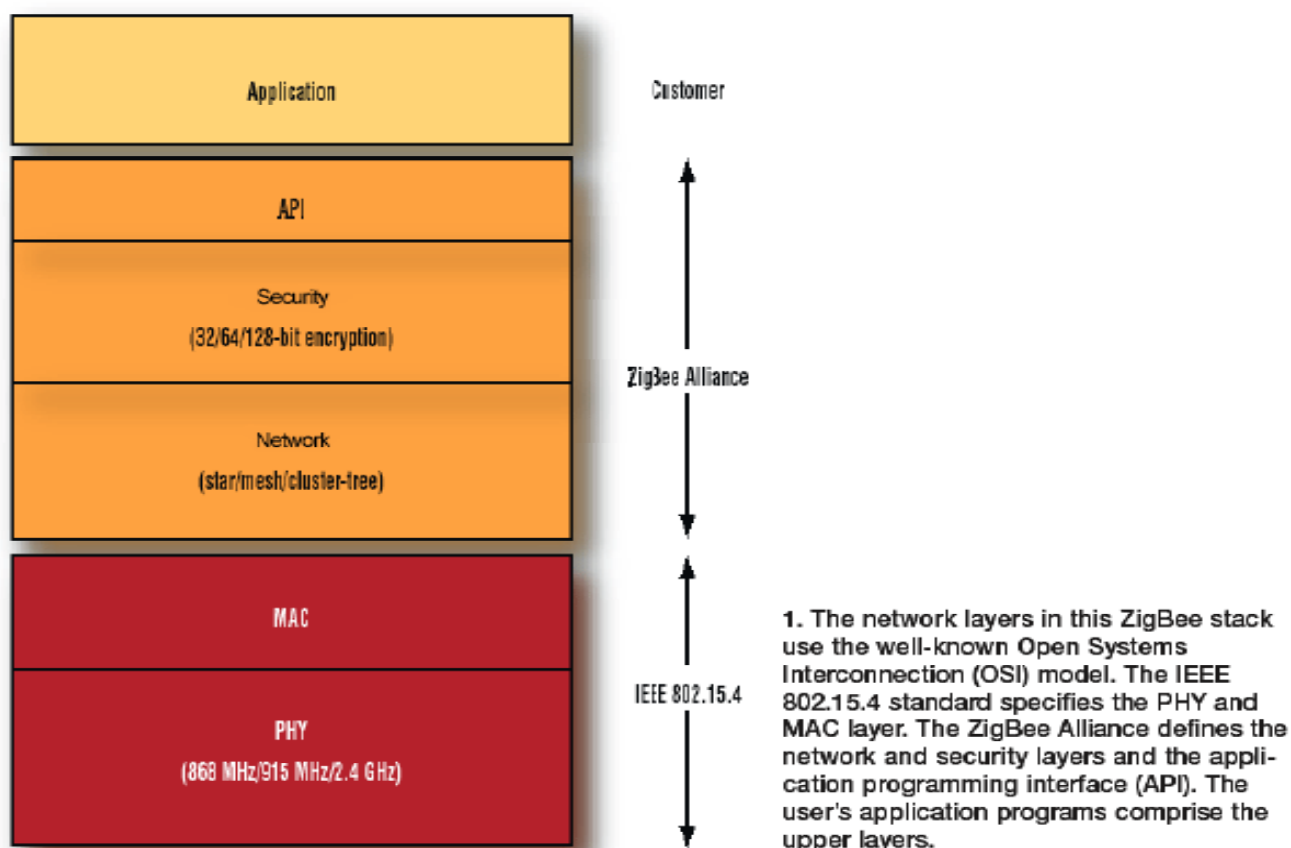 Application
Customer
API
Security
(32/64/128-bit encryption)
ZigBee Alliance
Network
(star/mesh/cluster-tree)
MAC
IEEE 802.15.4
PHY
(868 MHz/915 MHz/2.4 GHz)
1. The network layers in this ZigBee stack
use the well-known Open Systems
Interconnection (OSI) model. The IEEE
802.15.4 standard specifies the PHY and
MAC layer. The ZigBee Alliance defines the
network and security layers and the appli-
cation programming interface (API). The
user's application programs comprise the
upper layers.